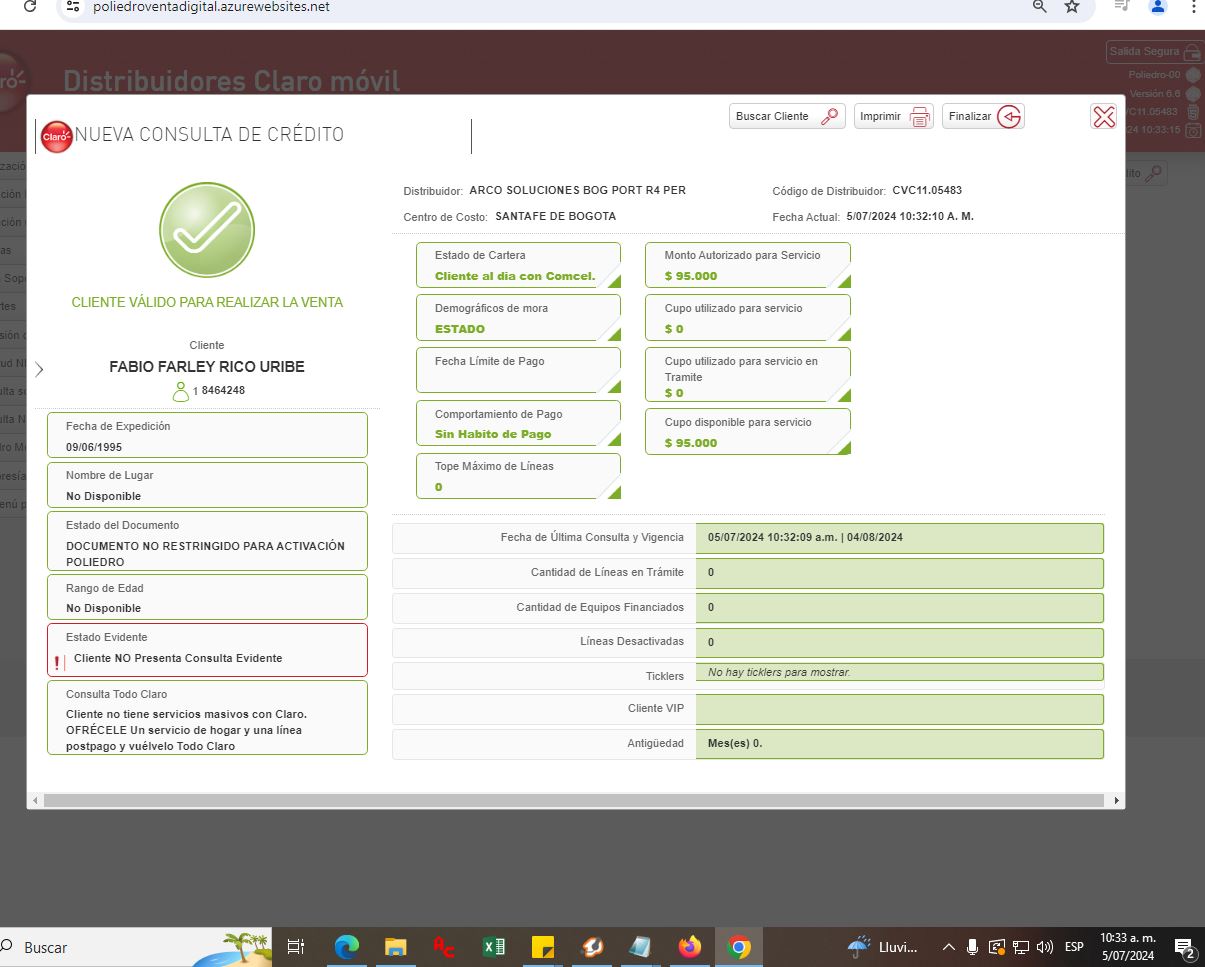 poliedroventadigital.azurewebsites.net
Distribuidores Claro móvil
Salida Segura
Poliedro-00
Versión 6.6
NUEVA CONSULTA DE CRÉDITO
Claro
Buscar Cliente
Imprimir
Finalizar
CLIENTE VÁLIDO PARA REALIZAR LA VENTA
Cliente
FABIO FARLEY RICO URIBE
1 8464248
Fecha de Expedición
09/06/1995
Nombre de Lugar
No Disponible
Estado del Documento
DOCUMENTO NO RESTRINGIDO PARA ACTIVACIÓN
POLIEDRO
Rango de Edad
No Disponible
Estado Evidente
! Cliente NO Presenta Consulta Evidente
Consulta Todo Claro
Cliente no tiene servicios masivos con Claro.
OFRÉCELE Un servicio de hogar y una línea
postpago y vuélvelo Todo Claro
Distribuidor: ARCO SOLUCIONES BOG PORT R4 PER
Código de Distribuidor: CVC11.05483
Centro de Costo: SANTAFE DE BOGOTA
Fecha Actual: 5/07/2024 10:32:10 A. M.
Estado de Cartera
Cliente al dia con Comcel.
Demográficos de mora
ESTADO
Fecha Límite de Pago
Comportamiento de Pago
Sin Habito de Pago
Tope Máximo de Líneas
0
Monto Autorizado para Servicio
$ 95.000
Cupo utilizado para servicio
$ 0
Cupo utilizado para servicio en
Tramite
$ 0
Cupo disponible para servicio
$ 95.000
Fecha de Última Consulta y Vigencia 05/07/2024 10:32:09 a.m. | 04/08/2024
Cantidad de Líneas en Trámite 0
Cantidad de Equipos Financiados 0
Líneas Desactivadas 0
Ticklers No hay ticklers para mostrar.
Cliente VIP
Antigüedad Mes(es) 0.
Buscar
Lluvi...
ESP
10:33 a. m.
5/07/2024
2